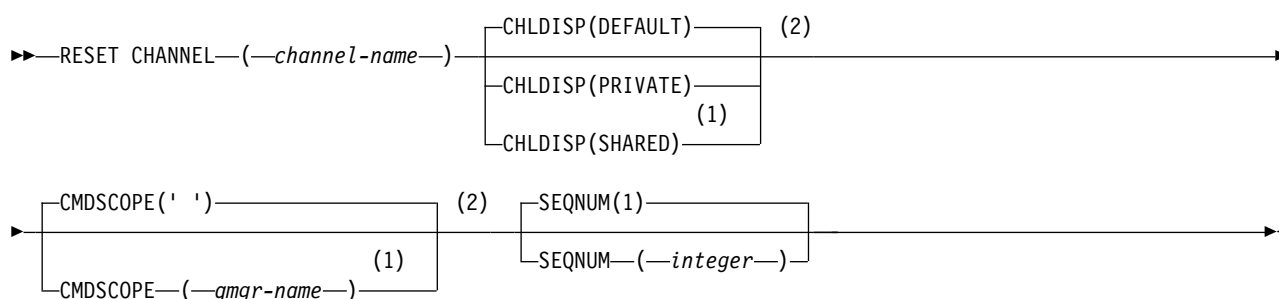 CHLDISP(DEFAULT) (2)
RESET CHANNEL ( channel-name )
CHLDISP(PRIVATE)
(1)
CHLDISP(SHARED)
CMDSCOPE(' ') (2) SEQNUM(1)
(1) SEQNUM ( integer )
CMDSCOPE ( qmgr-name )